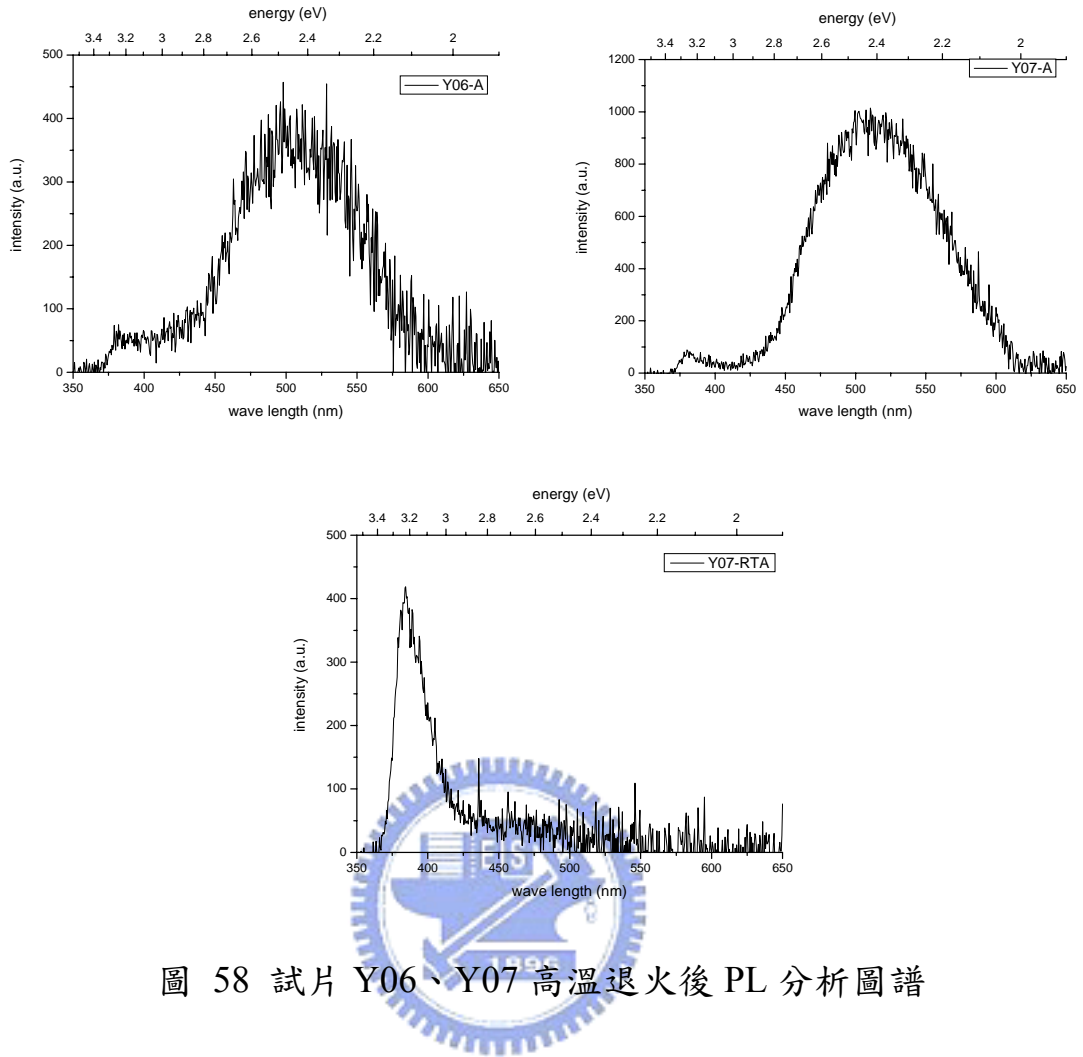 energy (eV)
3.4 3.2 3 2.8 2.6 2.4 2.2 2
500
400
300
200
100
0
intensity (a.u.)
Y06-A
350 400 450 500 550 600 650
wave length (nm)
energy (eV)
3.4 3.2 3 2.8 2.6 2.4 2.2 2
1200
1000
800
600
400
200
0
intensity (a.u.)
Y07-A
350 400 450 500 550 600 650
wave length (nm)
energy (eV)
3.4 3.2 3 2.8 2.6 2.4 2.2 2
500
400
300
200
100
0
intensity (a.u.)
Y07-RTA
350 400 450 500 550 600 650
wave length (nm)
E S
1896
圖 58 試片 Y06、Y07 高溫退火後 PL 分析圖譜